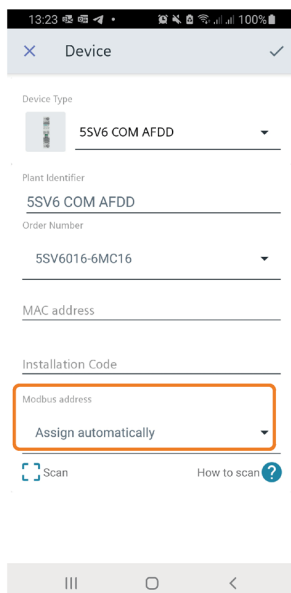 13:23 100%
Device
Device Type
5SV6 COM AFDD
Plant Identifier
5SV6 COM AFDD
Order Number
5SV6016-6MC16
MAC address
Installation Code
Modbus address
Assign automatically
Scan How to scan ?